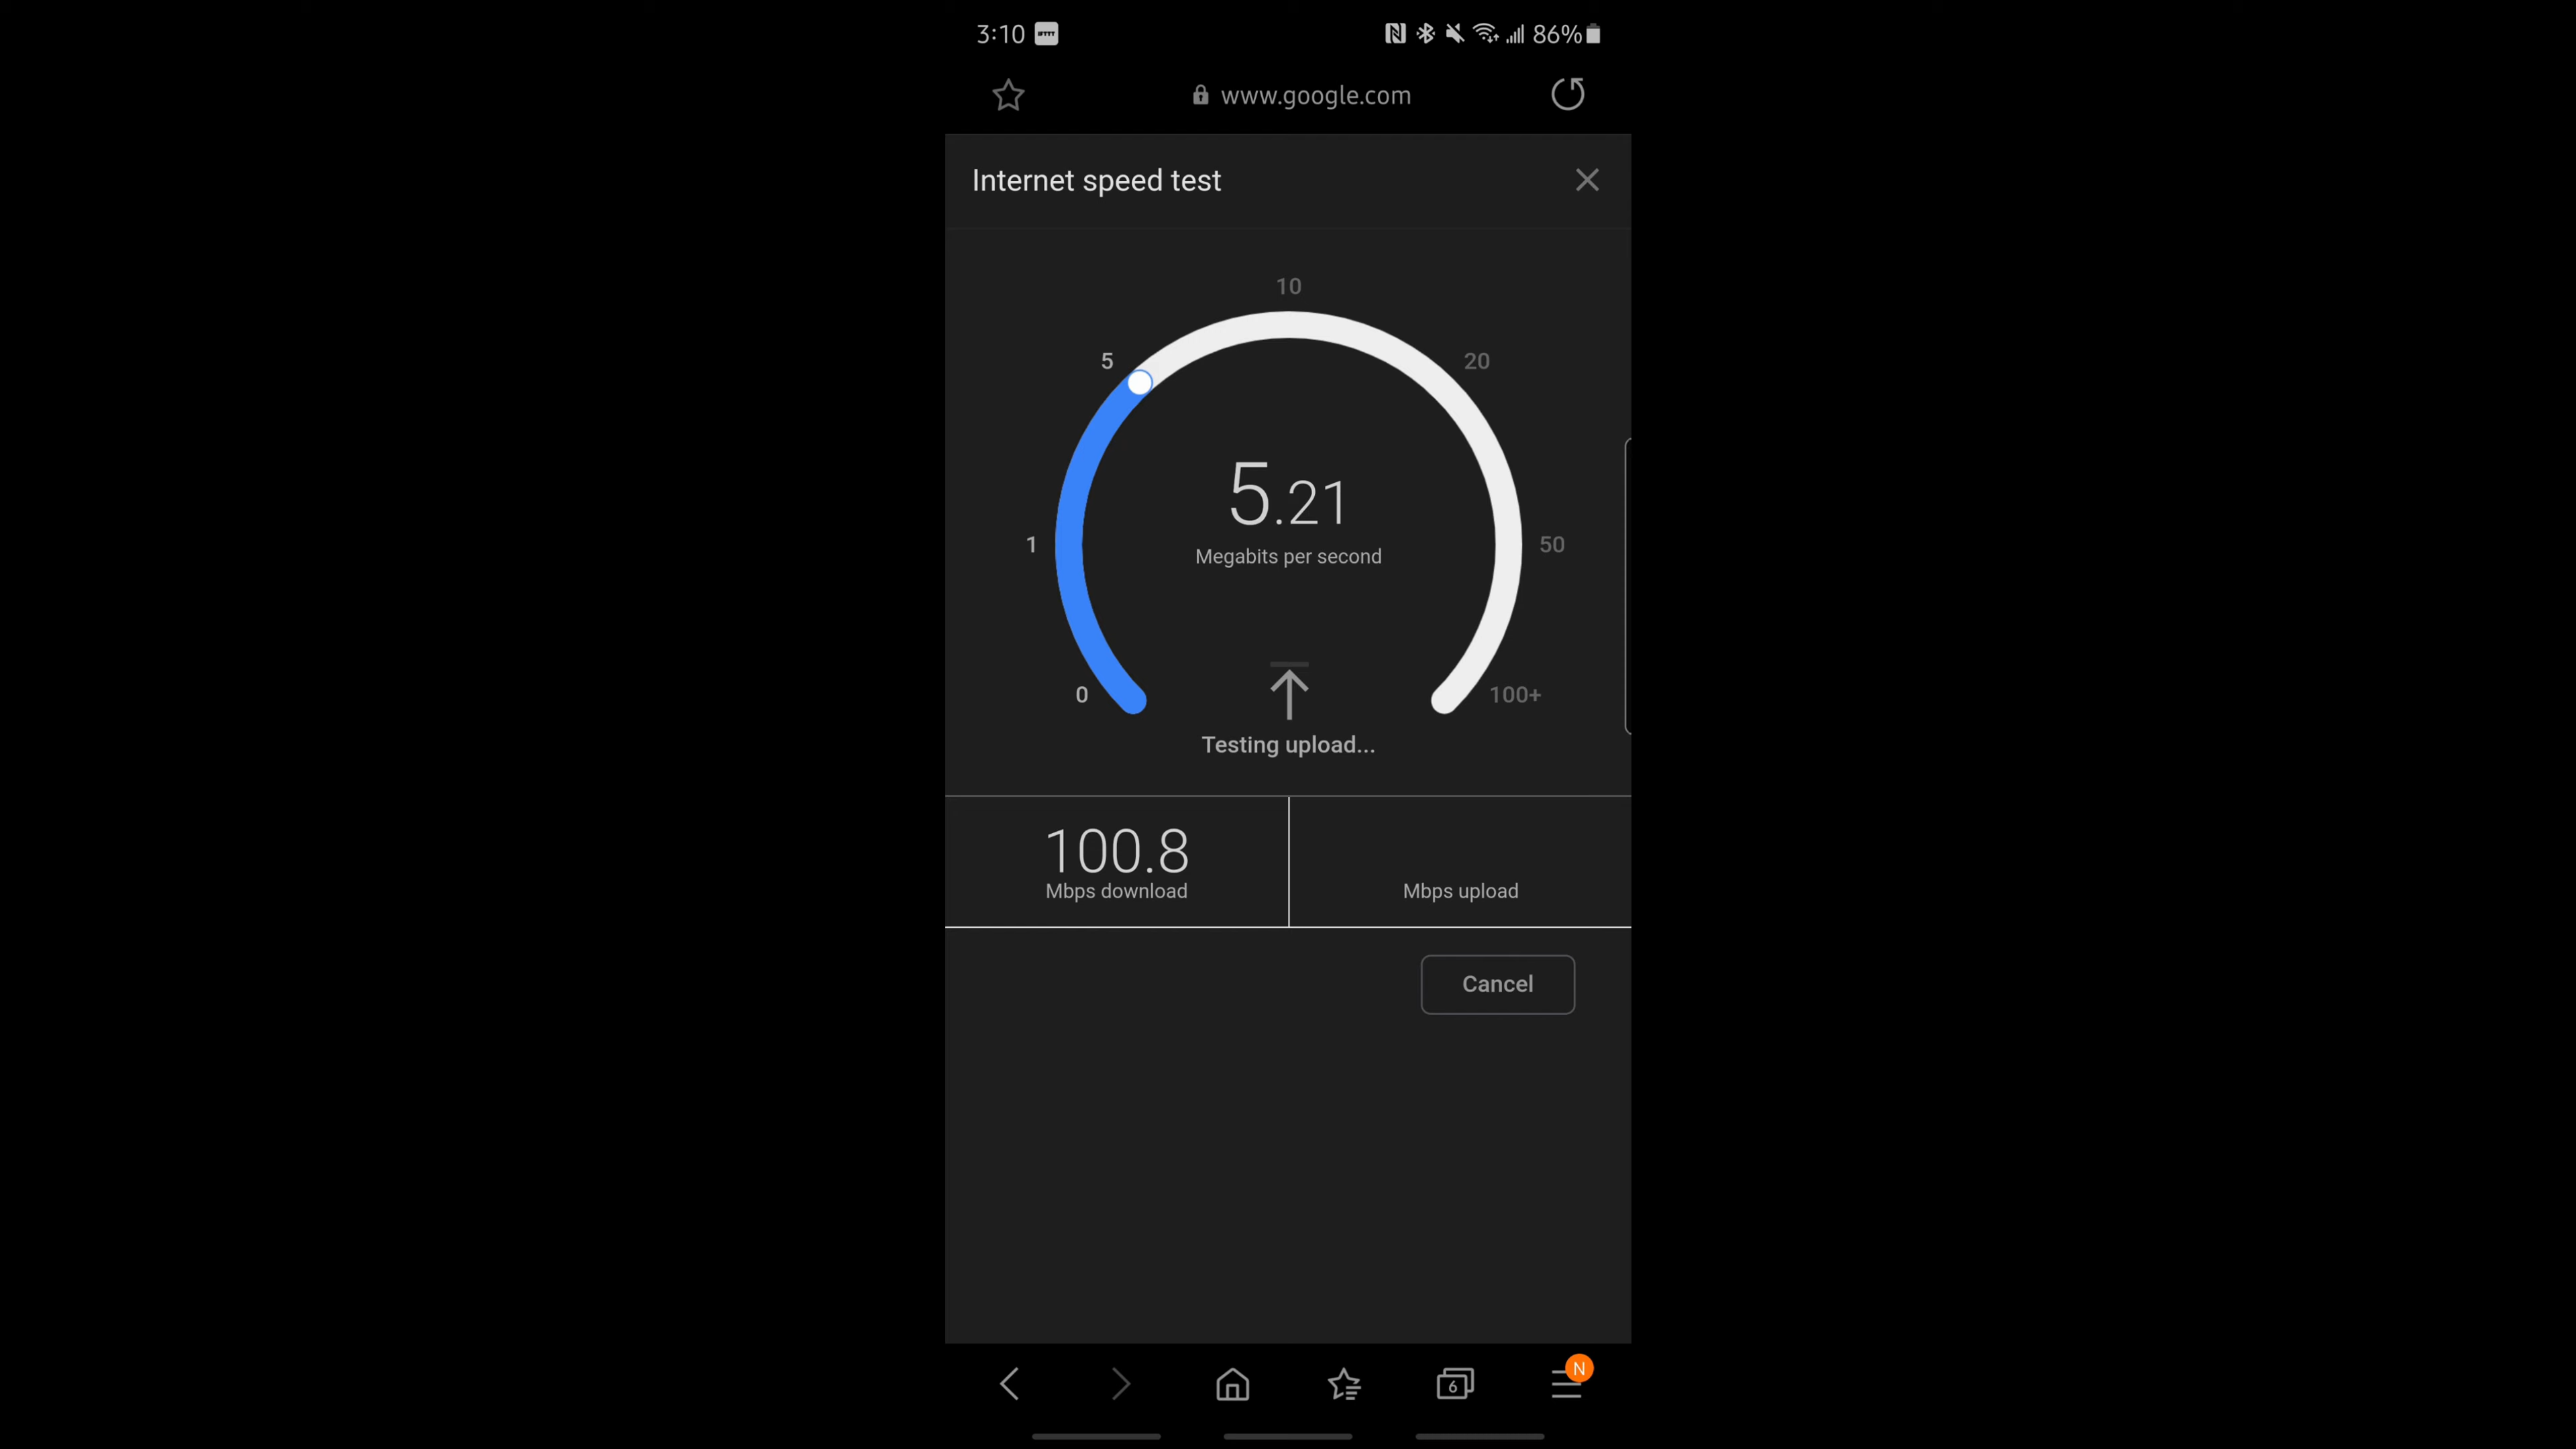 3:10 86%
www.google.com
Internet speed test
10
5 20
5.21
1 50
Megabits per second
0 100+
Testing upload...
100.8
Mbps download Mbps upload
Cancel
6 N